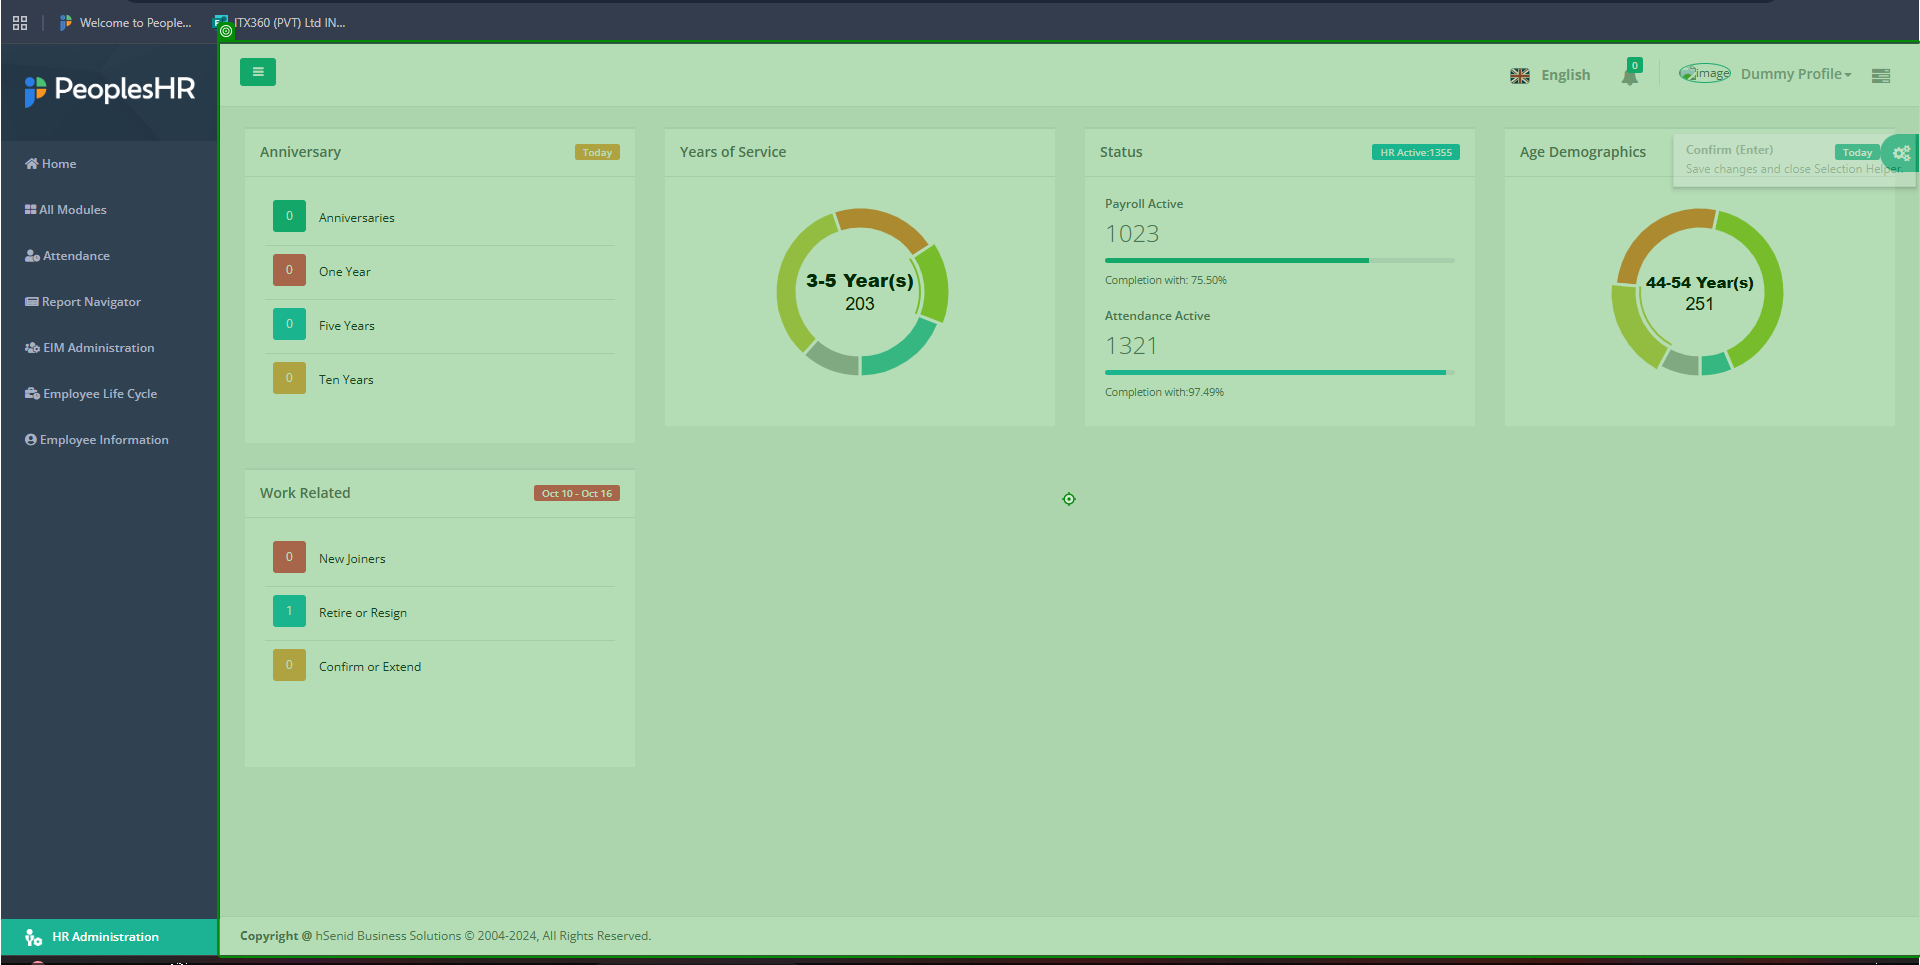 Welcome to People...
ITX360 (PVT) Ltd IN...
PeoplesHR
English
0
image
Dummy Profile
Home
All Modules
Attendance
Report Navigator
EIM Administration
Employee Life Cycle
Employee Information
HR Administration
Anniversary
Today
0 Anniversaries
0 One Year
0 Five Years
0 Ten Years
Years of Service
3-5 Year(s)
203
Status
HR Active:1355
Payroll Active
1023
Completion with: 75.50%
Attendance Active
1321
Completion with:97.49%
Age Demographics
Today
Confirm (Enter)
Save changes and close Selection Helper.
44-54 Year(s)
251
Work Related
Oct 10 - Oct 16
0 New Joiners
1 Retire or Resign
0 Confirm or Extend
Copyright @ hSenid Business Solutions © 2004-2024, All Rights Reserved.